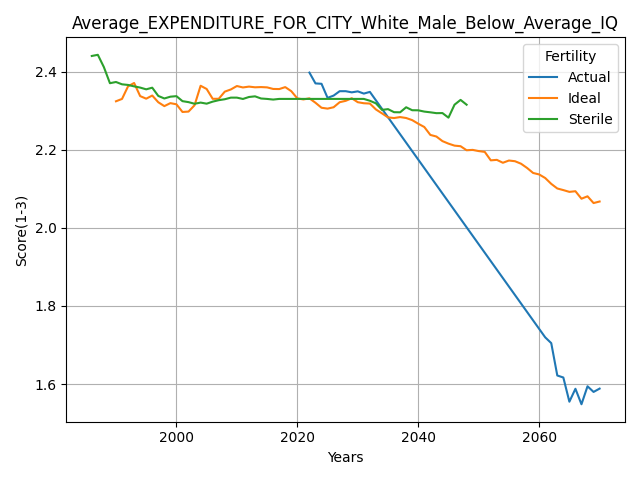 Average_EXPENDITURE_FOR_CITY_White_Male_Below_Average_IQ
Fertility
Actual
Ideal
Sterile
Score(1-3)
2.4
2.2
2.0
1.8
1.6
2000
2020
2040
2060
Years